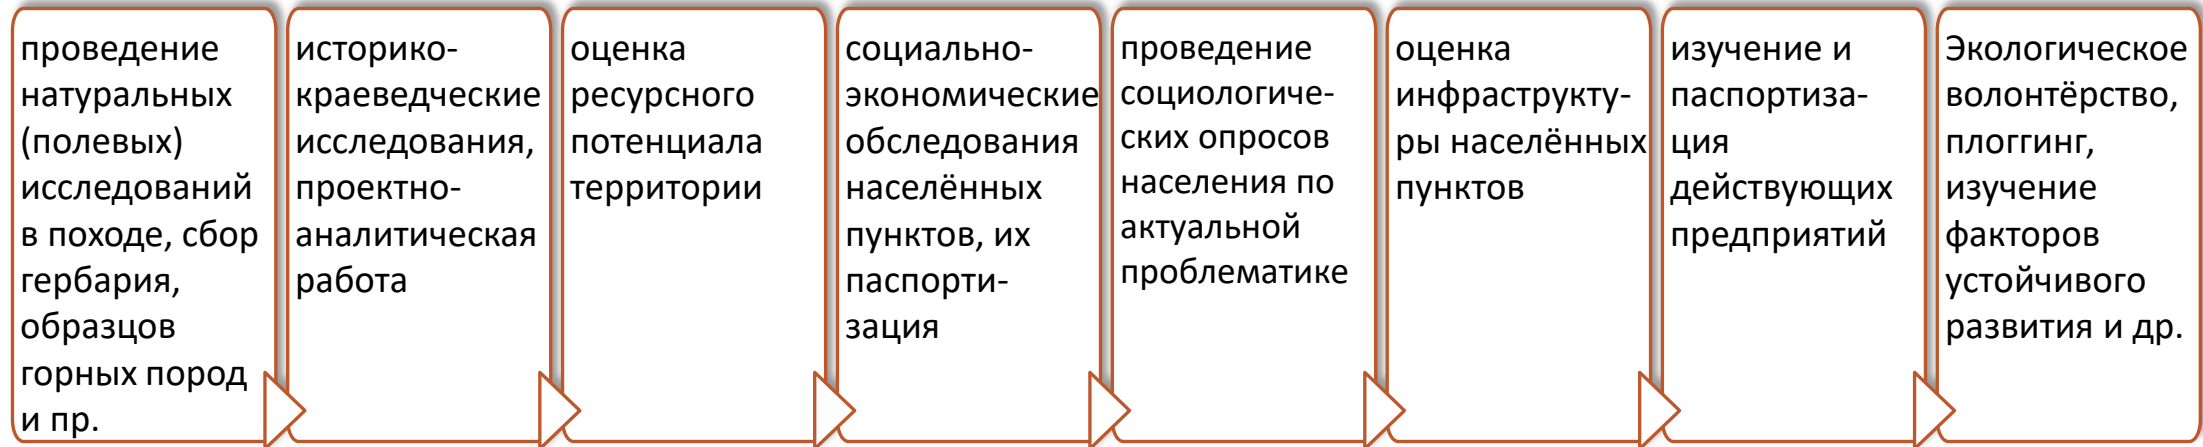 проведение
натуральных
(полевых)
исследований
в походе, сбор
гербария,
образцов
горных пород
и пр.
историко-
краеведческие
исследования,
проектно-
аналитическая
работа
оценка
ресурсного
потенциала
территории
социально-
экономические
обследования
населённых
пунктов, их
паспорти-
зация
проведение
социологиче-
ских опросов
населения по
актуальной
проблематике
оценка
инфраструкту-
ры населённых
пунктов
изучение и
паспортиза-
ция
действующих
предприятий
Экологическое
волонтёрство,
плоггинг,
изучение
факторов
устойчивого
развития и др.